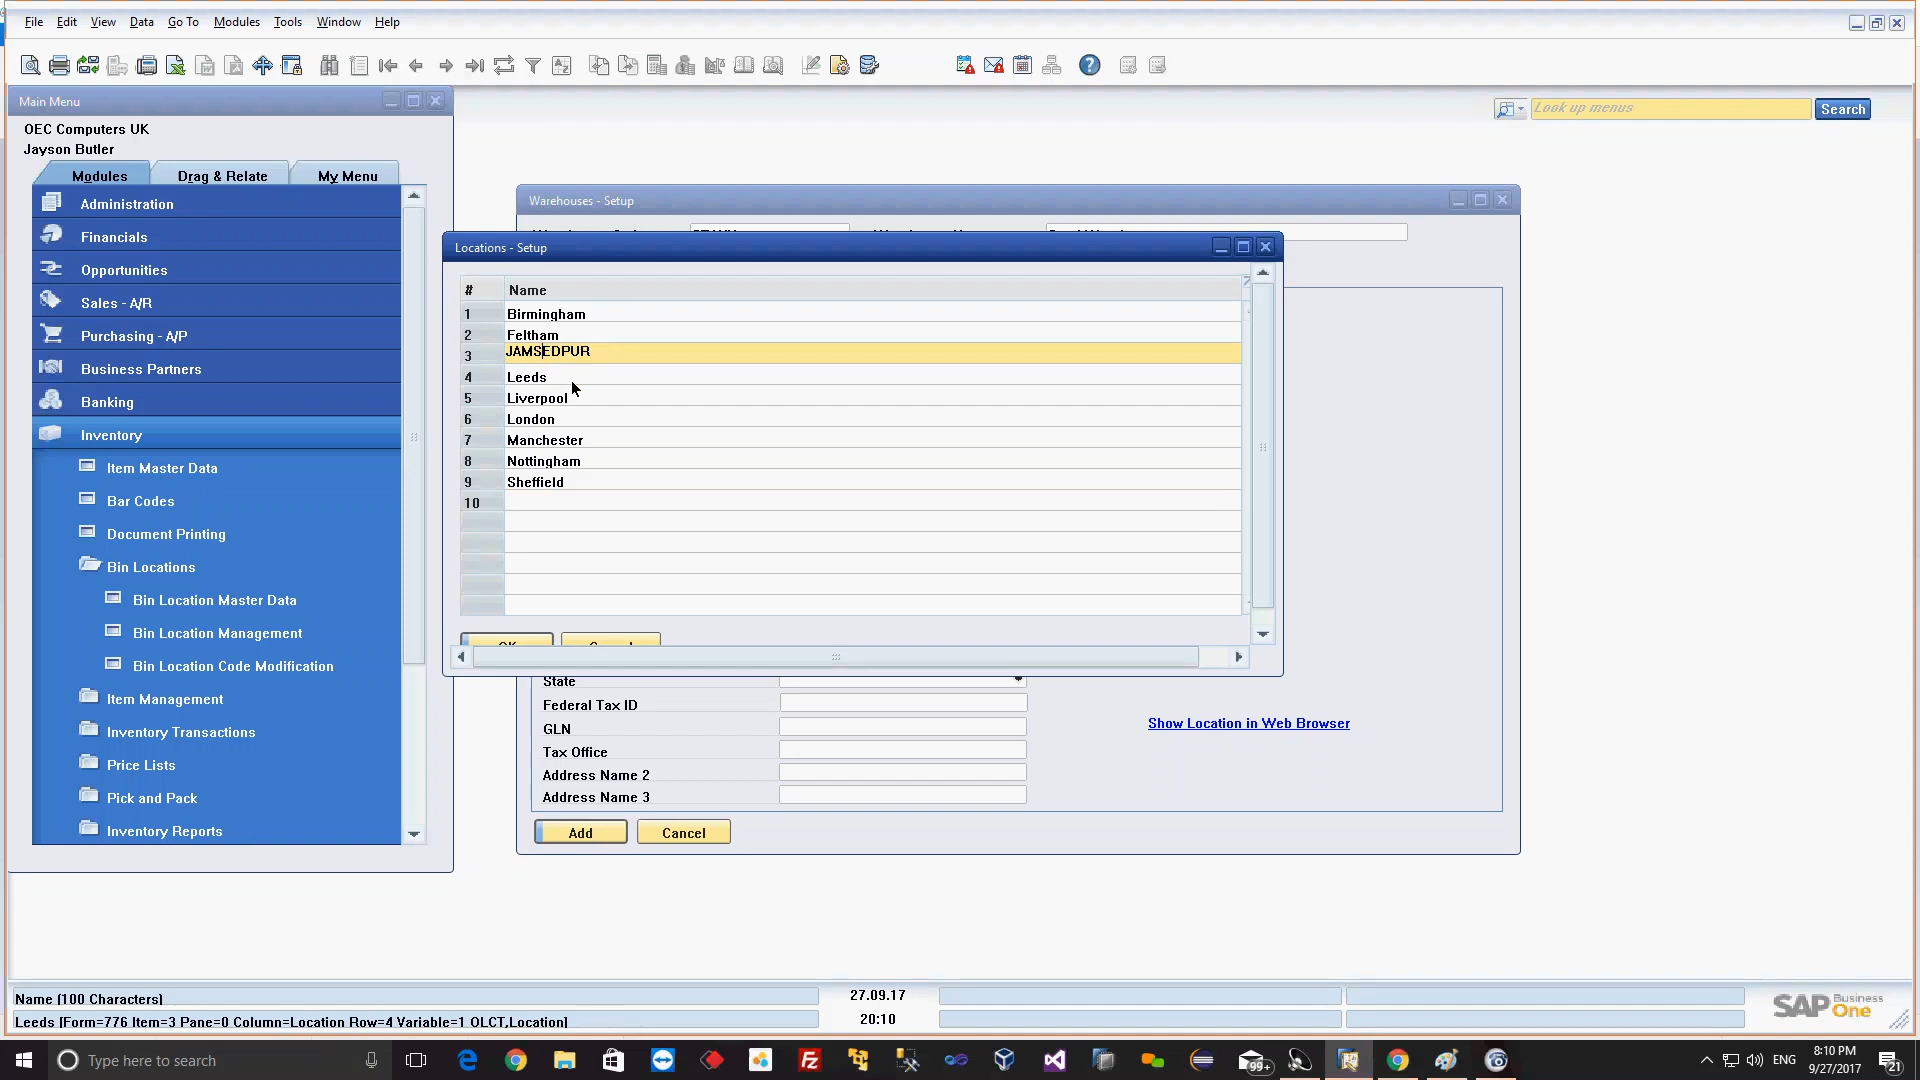 File Edit View Data Go To Modules Tools Window Help
Main Menu
Look up menus Search
OEC Computers UK
Jayson Butler
Modules Drag & Relate My Menu
Administration
Financials
Opportunities
Sales - A/R
Purchasing - A/P
Business Partners
Banking
Inventory
Item Master Data
Bar Codes
Document Printing
Bin Locations
Bin Location Master Data
Bin Location Management
Bin Location Code Modification
Item Management
Inventory Transactions
Price Lists
Pick and Pack
Inventory Reports
Warehouses - Setup
Locations - Setup
# Name
1 Birmingham
2 Feltham
3 JAMSEDPUR
4 Leeds
5 Liverpool
6 London
7 Manchester
8 Nottingham
9 Sheffield
10
State
Federal Tax ID
GLN
Tax Office
Address Name 2
Address Name 3
Show Location in Web Browser
Add Cancel
Name [100 Characters] 27.09.17
Leeds [Form=776 Item=3 Pane=0 Column=Location Row=4 Variable=1 OLCT,Location] 20:10
SAP Business One
Type here to search
99+
ENG
8:10 PM
9/27/2017
21